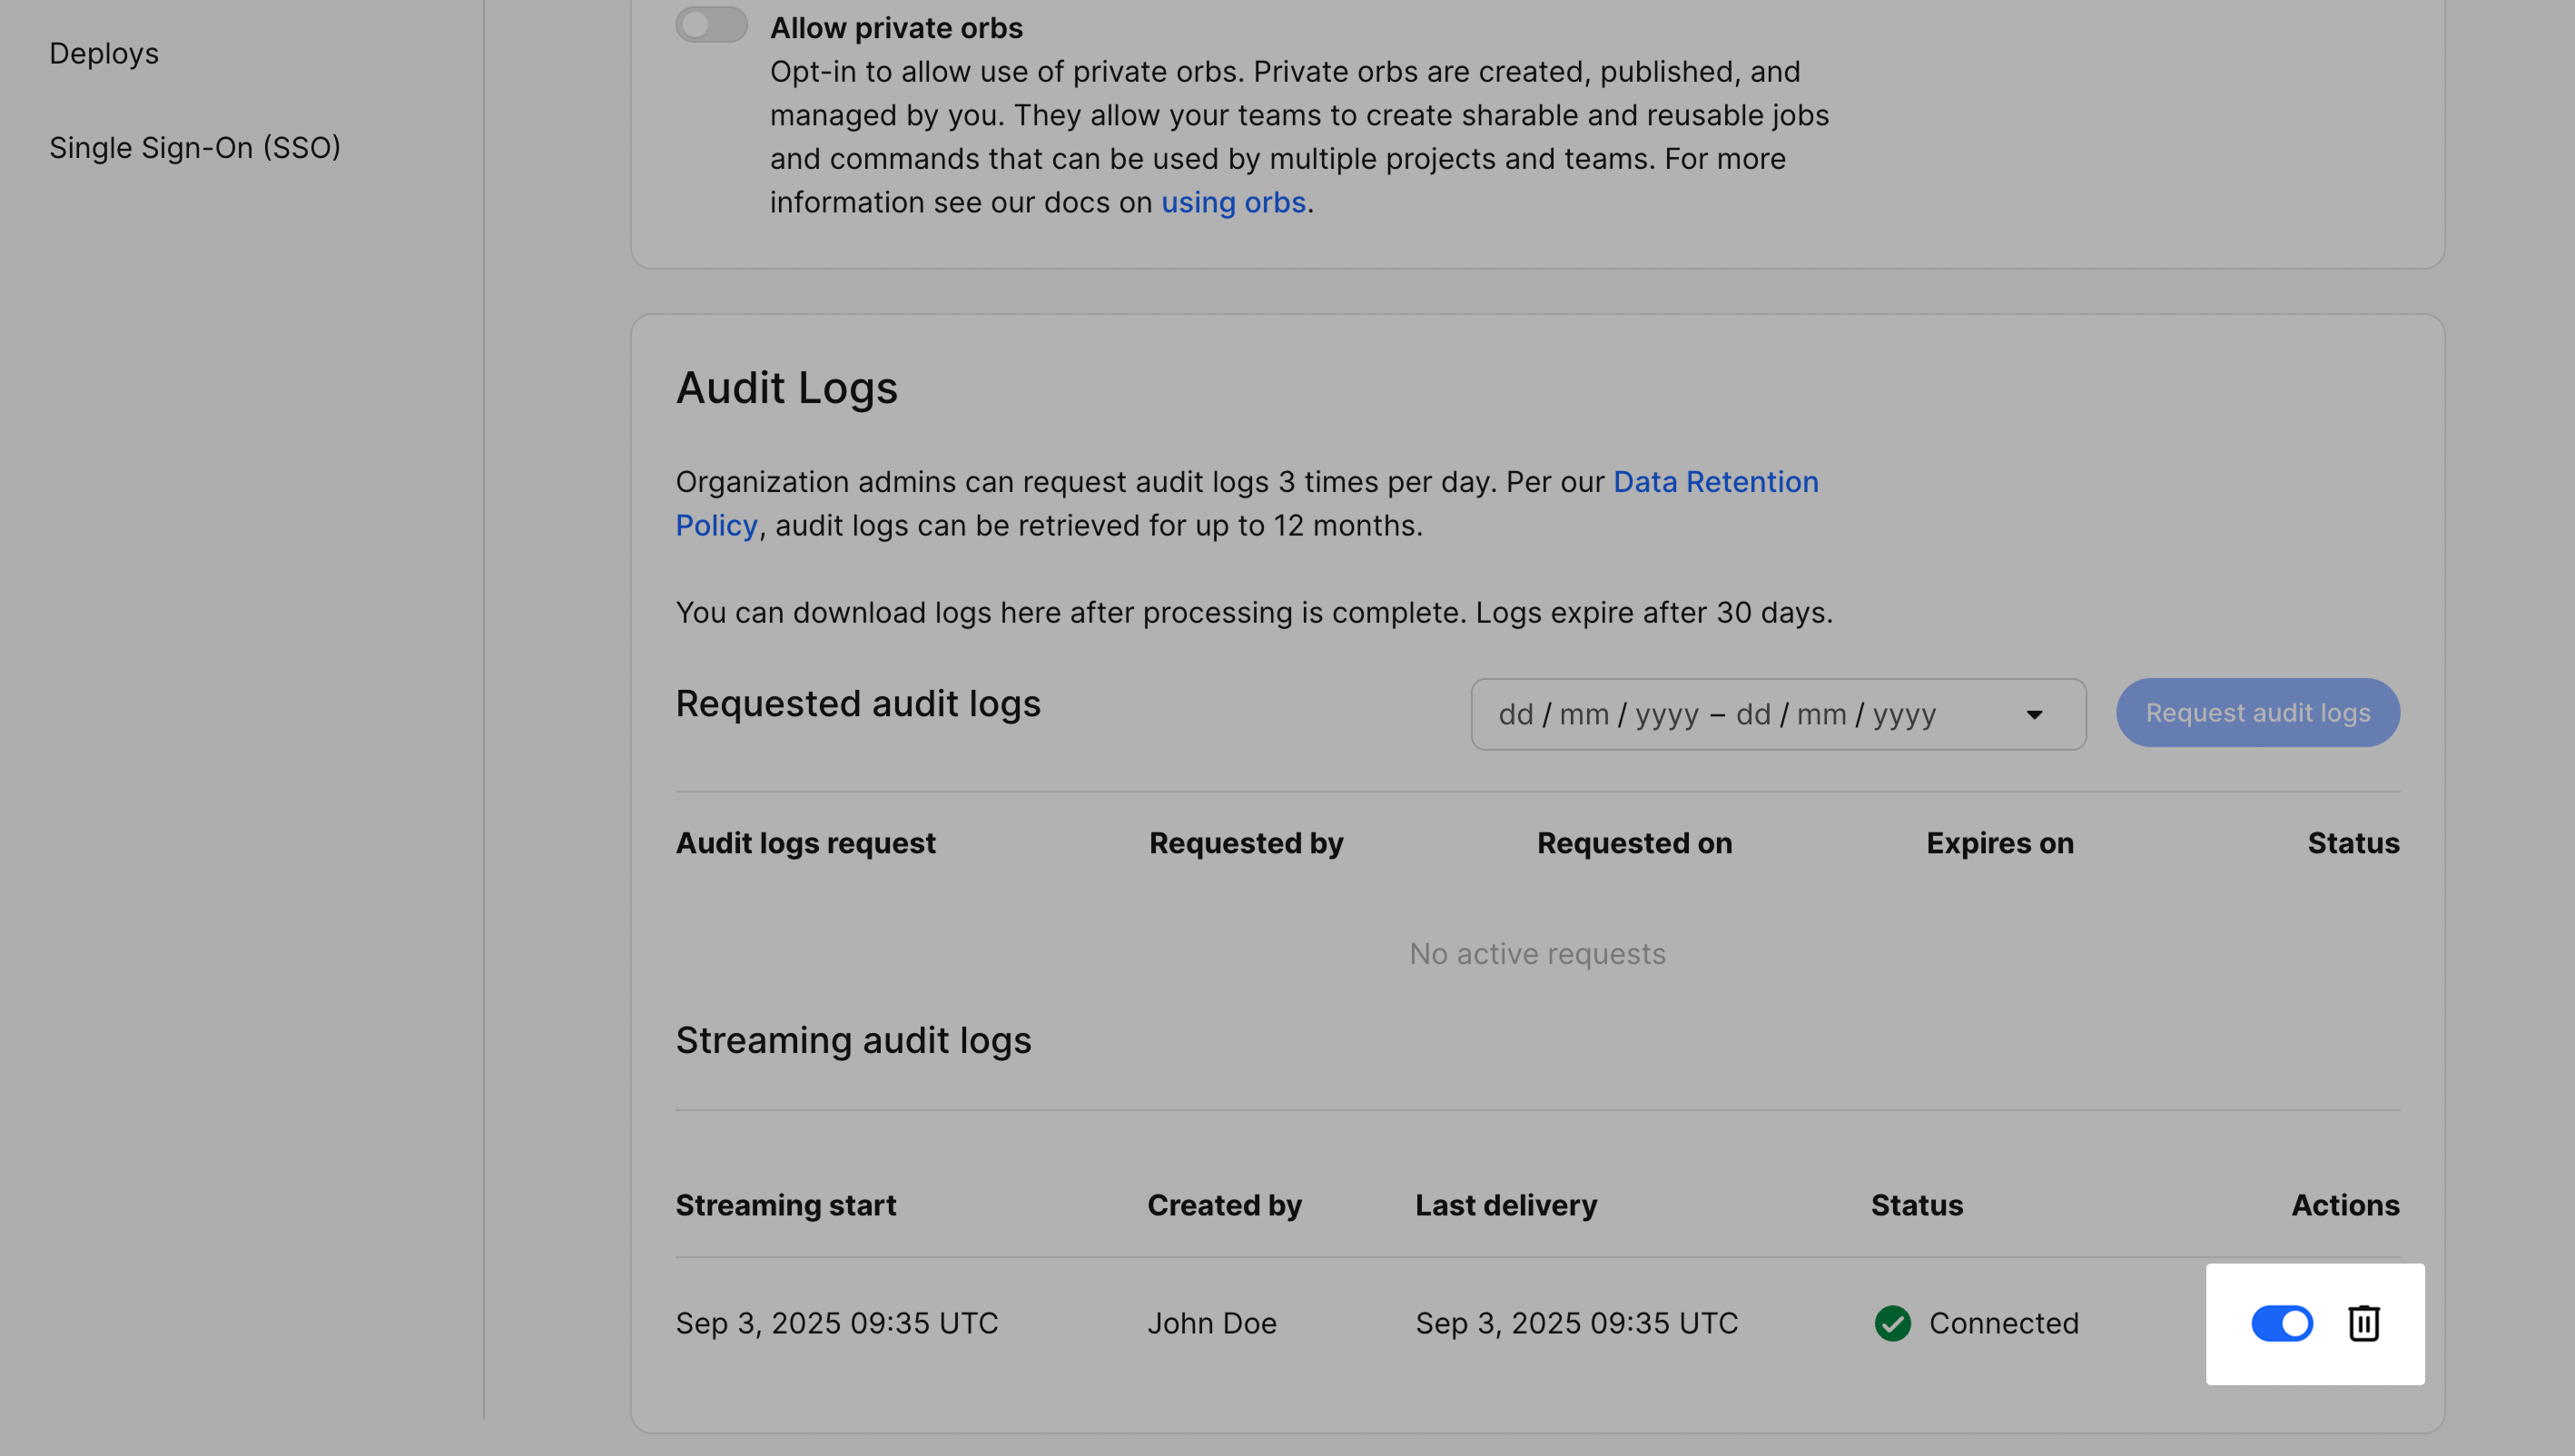 Deploys
Single Sign-On (SSO)
Allow private orbs
Opt-in to allow use of private orbs. Private orbs are created, published, and
managed by you. They allow your teams to create sharable and reusable jobs
and commands that can be used by multiple projects and teams. For more
information see our docs on using orbs.
Audit Logs
Organization admins can request audit logs 3 times per day. Per our Data Retention
Policy, audit logs can be retrieved for up to 12 months.
You can download logs here after processing is complete. Logs expire after 30 days.
Requested audit logs
dd / mm / yyyy – dd / mm / yyyy
Request audit logs
Audit logs request Requested by Requested on Expires on Status
No active requests
Streaming audit logs
Streaming start Created by Last delivery Status Actions
Sep 3, 2025 09:35 UTC John Doe Sep 3, 2025 09:35 UTC Connected